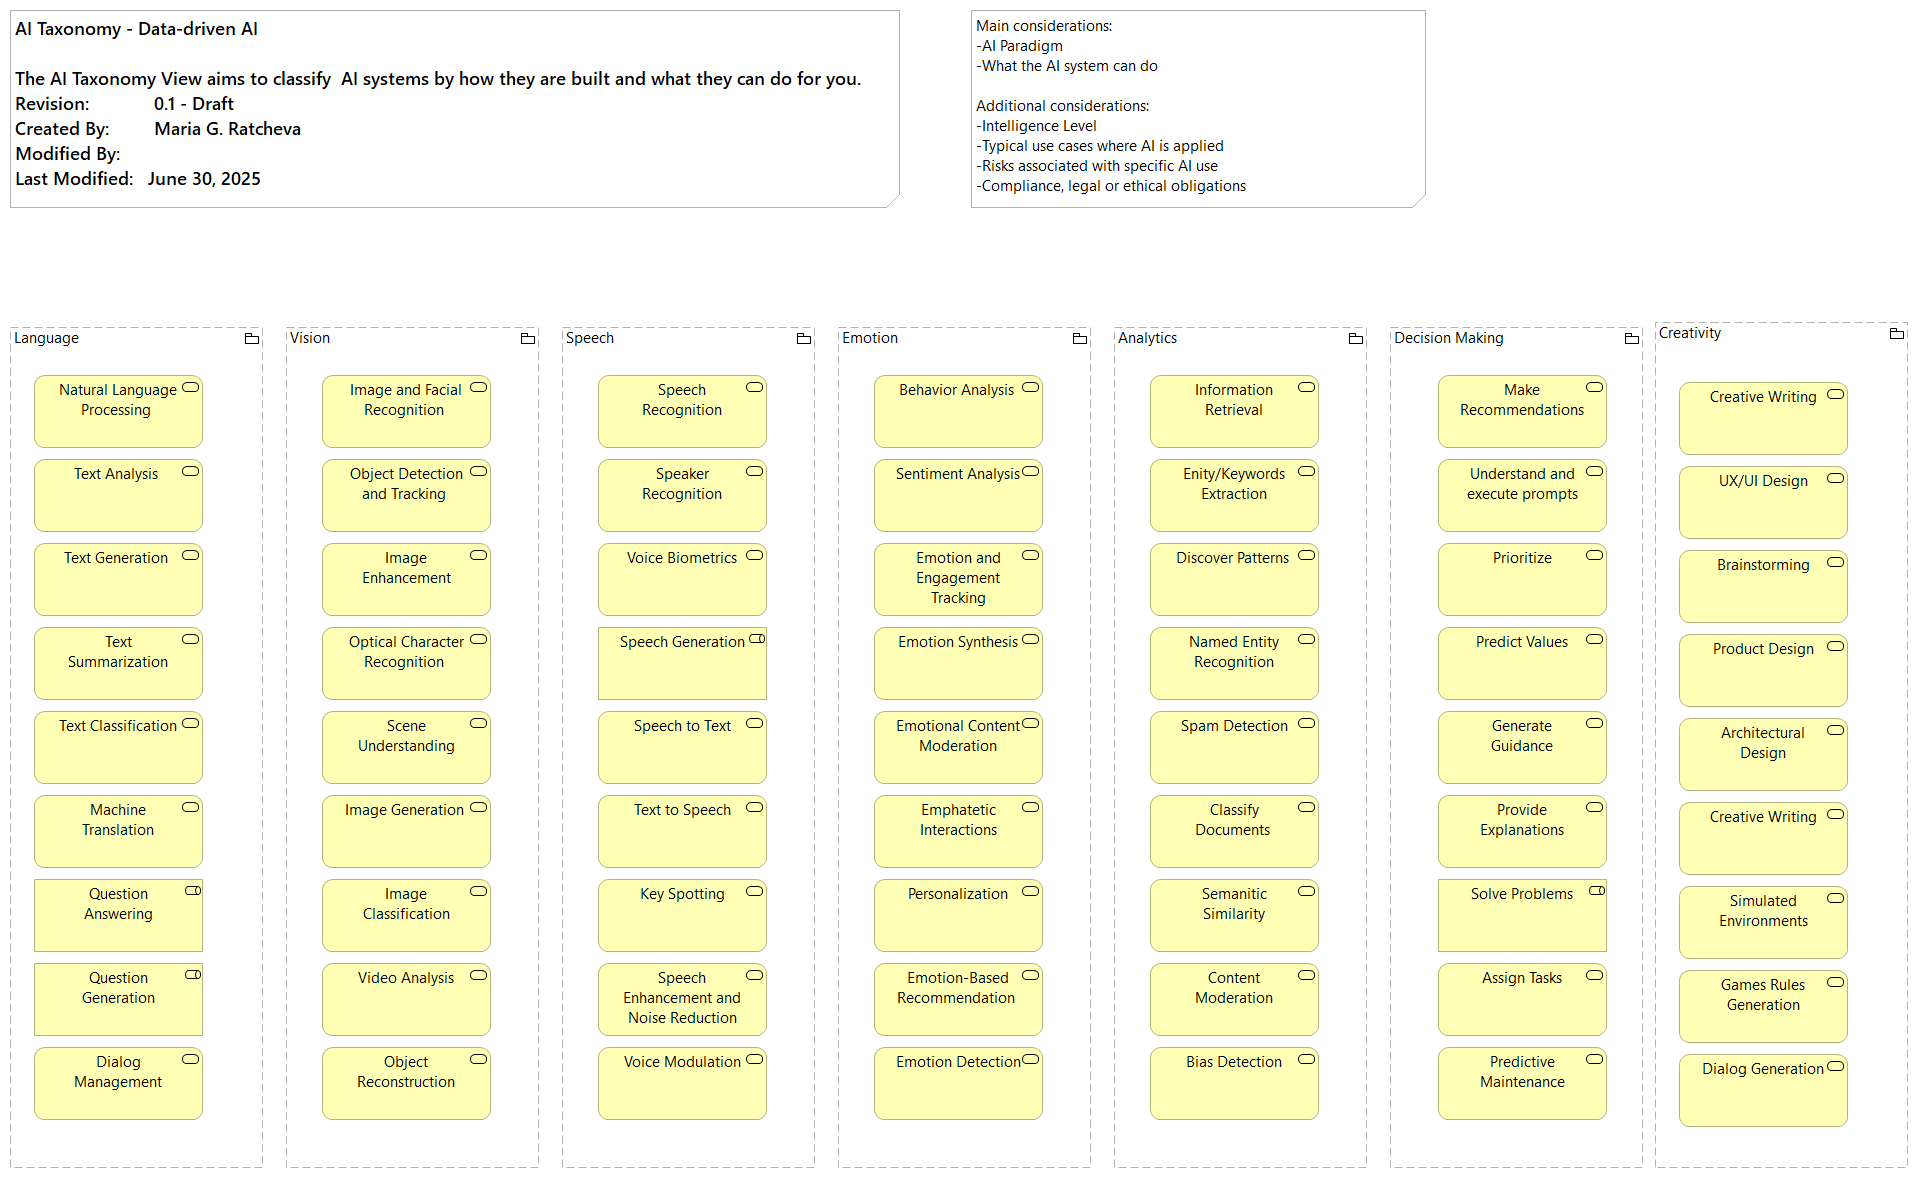 AI Taxonomy - Data-driven AI
The AI Taxonomy View aims to classify  AI systems by how they are built and what they can do for you.
Revision: 0.1 - Draft
Created By: Maria G. Ratcheva
Modified By:
Last Modified: June 30, 2025
Main considerations:
-AI Paradigm
-What the AI system can do
Additional considerations:
-Intelligence Level
-Typical use cases where AI is applied
-Risks associated with specific AI use
-Compliance, legal or ethical obligations
Language
Natural Language
Processing
Text Analysis
Text Generation
Text
Summarization
Text Classification
Machine
Translation
Question
Answering
Question
Generation
Dialog
Management
Vision
Image and Facial
Recognition
Object Detection
and Tracking
Image
Enhancement
Optical Character
Recognition
Scene
Understanding
Image Generation
Image
Classification
Video Analysis
Object
Reconstruction
Speech
Speech
Recognition
Speaker
Recognition
Voice Biometrics
Speech Generation
Speech to Text
Text to Speech
Key Spotting
Speech
Enhancement and
Noise Reduction
Voice Modulation
Emotion
Behavior Analysis
Sentiment Analysis
Emotion and
Engagement
Tracking
Emotion Synthesis
Emotional Content
Moderation
Emphatetic
Interactions
Personalization
Emotion-Based
Recommendation
Emotion Detection
Analytics
Information
Retrieval
Enity/Keywords
Extraction
Discover Patterns
Named Entity
Recognition
Spam Detection
Classify
Documents
Semanitic
Similarity
Content
Moderation
Bias Detection
Decision Making
Make
Recommendations
Understand and
execute prompts
Prioritize
Predict Values
Generate
Guidance
Provide
Explanations
Solve Problems
Assign Tasks
Predictive
Maintenance
Creativity
Creative Writing
UX/UI Design
Brainstorming
Product Design
Architectural
Design
Creative Writing
Simulated
Environments
Games Rules
Generation
Dialog Generation